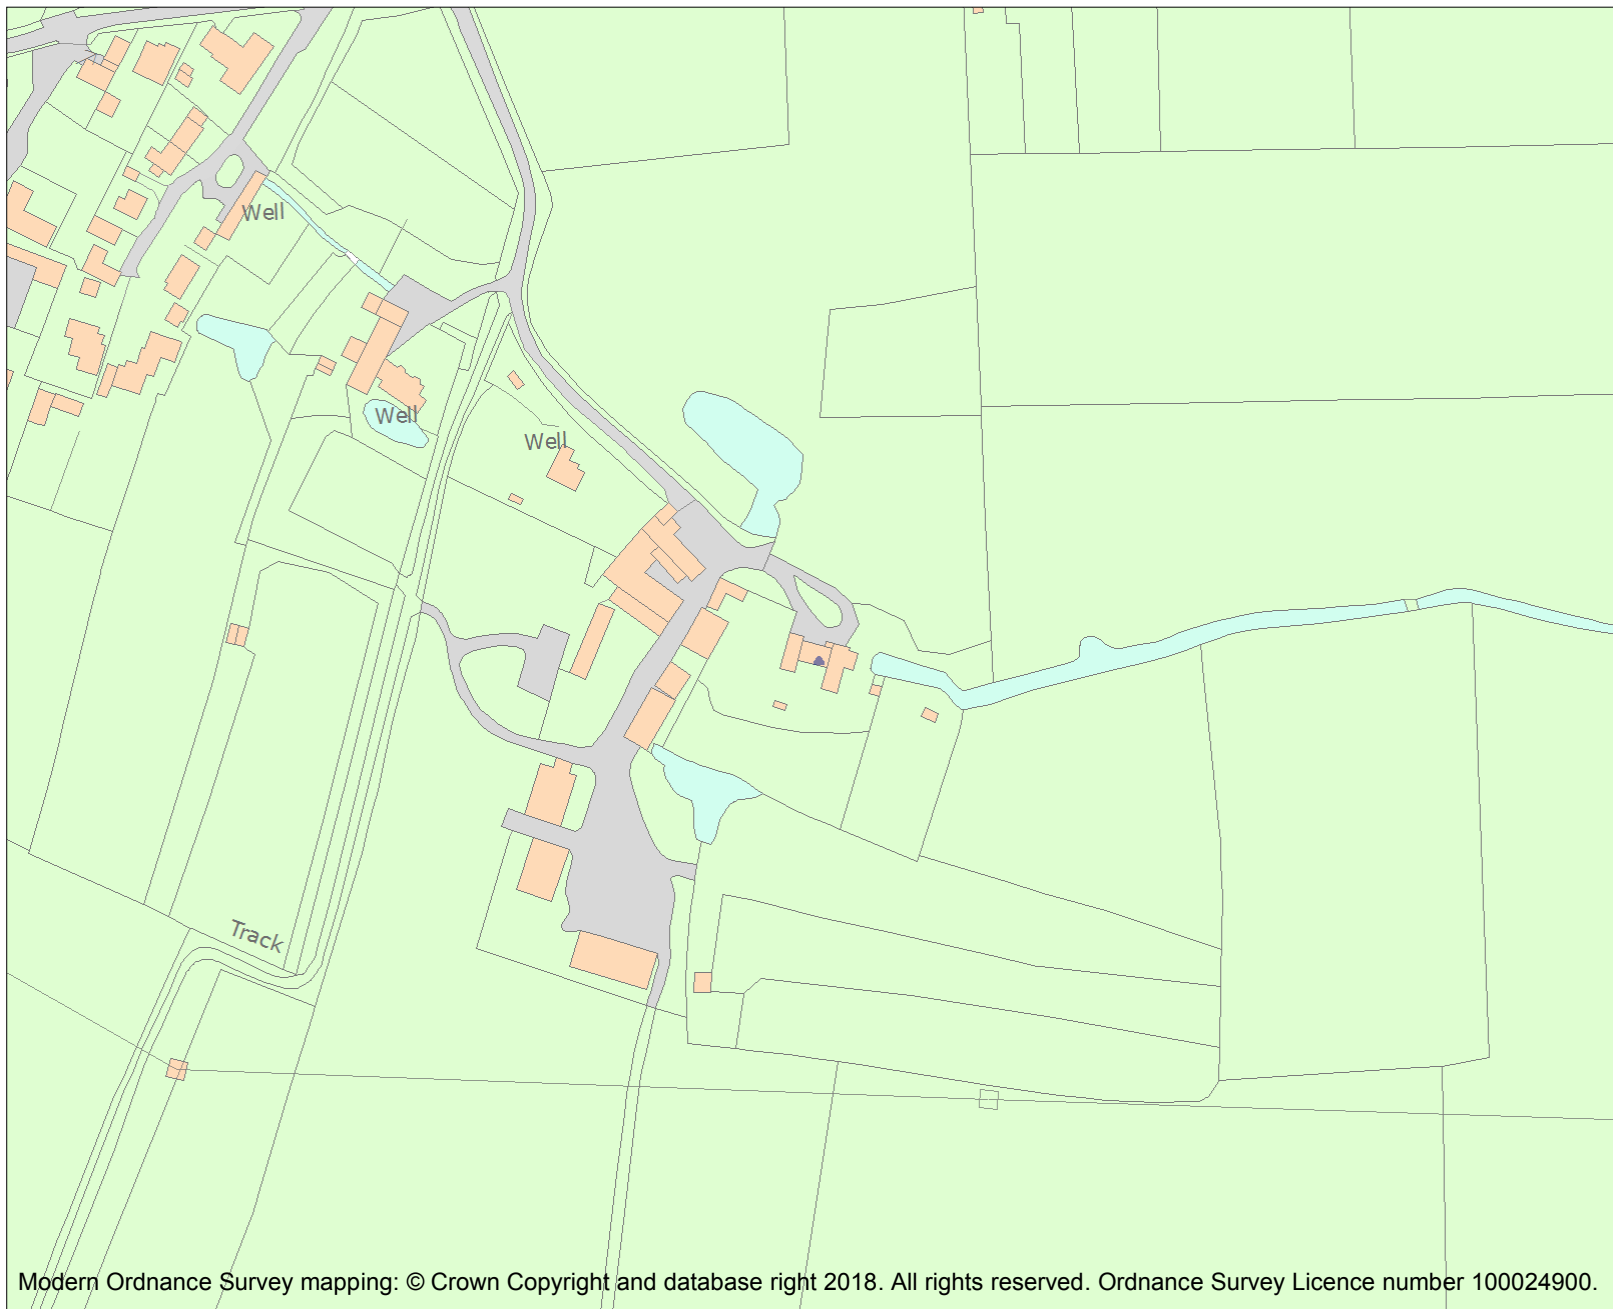 Well
Well
Well
Track
Modern Ordnance Survey mapping: © Crown Copyright and database right 2018. All rights reserved. Ordnance Survey Licence number 100024900.